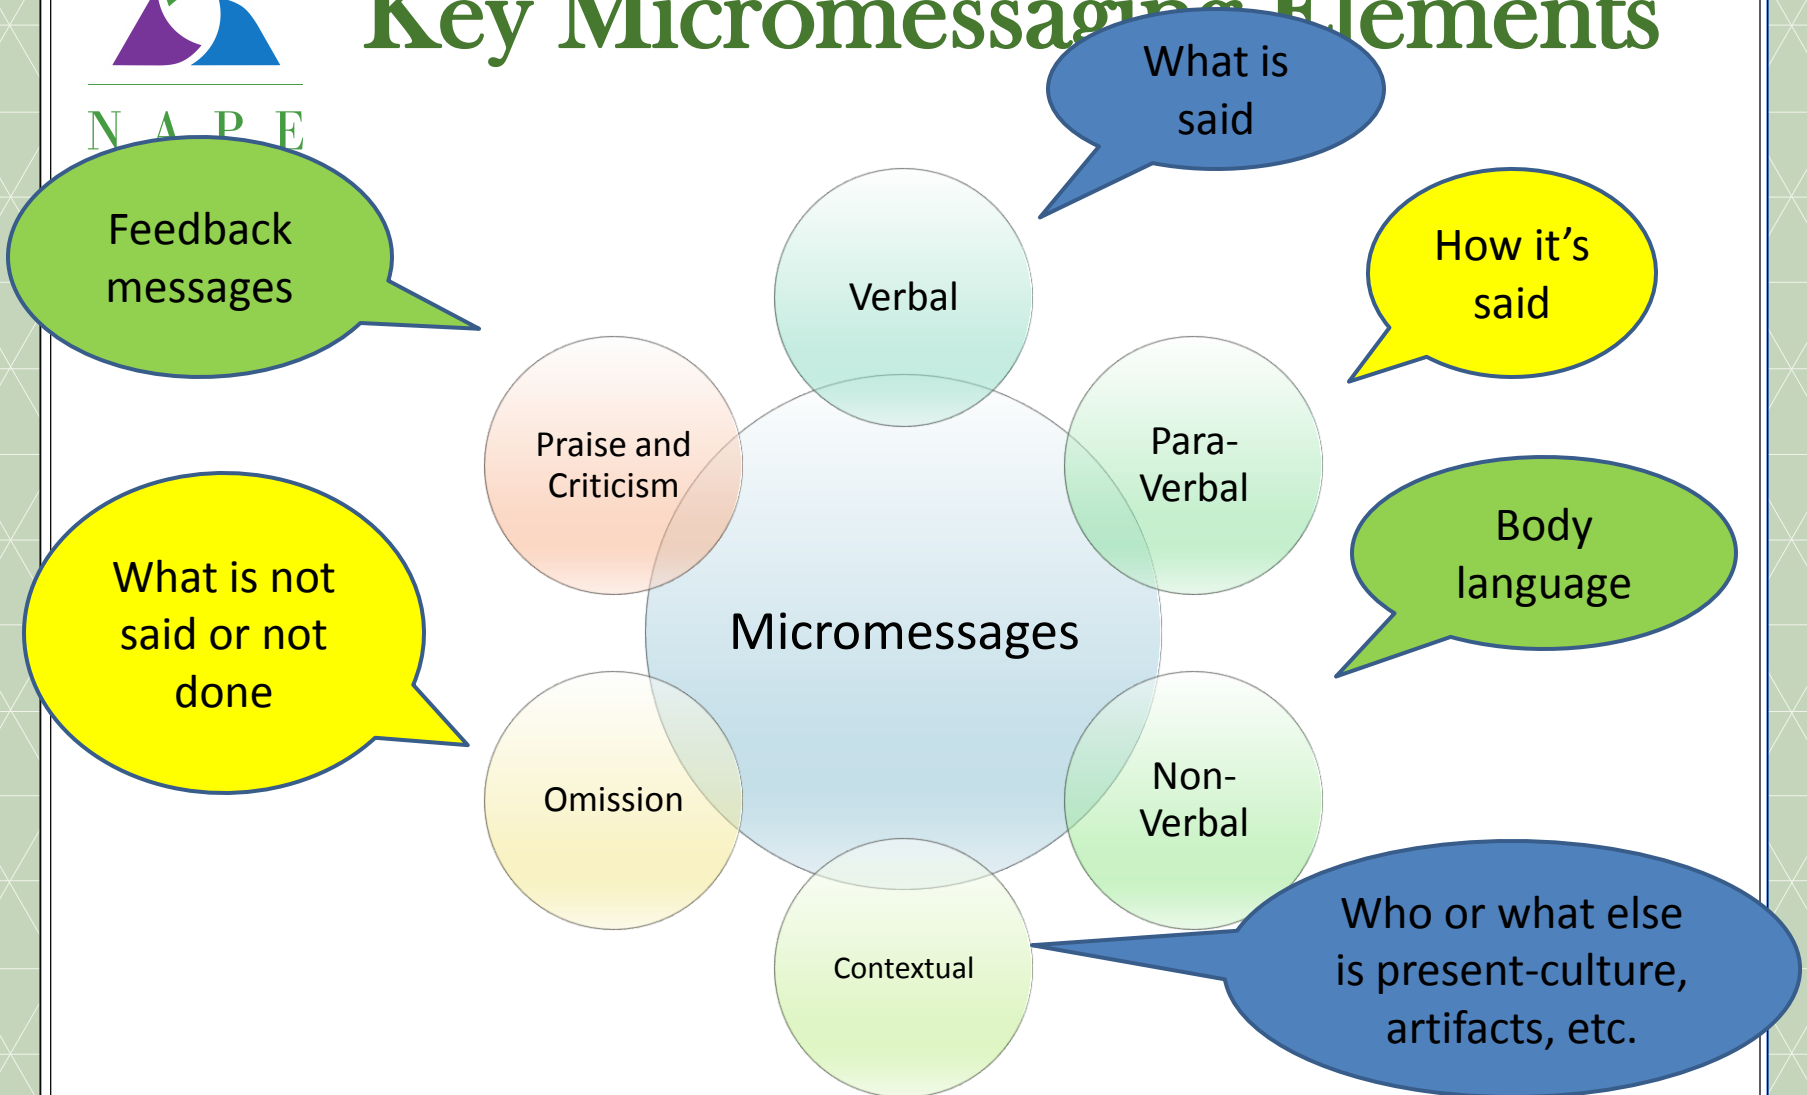 Key Micromessaging Elements
N A P E
What is
said
Feedback
messages
How it's
said
Verbal
Praise and
Criticism
Para-
Verbal
Body
language
What is not
said or not
done
Micromessages
Omission
Non-
Verbal
Contextual
Who or what else
is present-culture,
artifacts, etc.